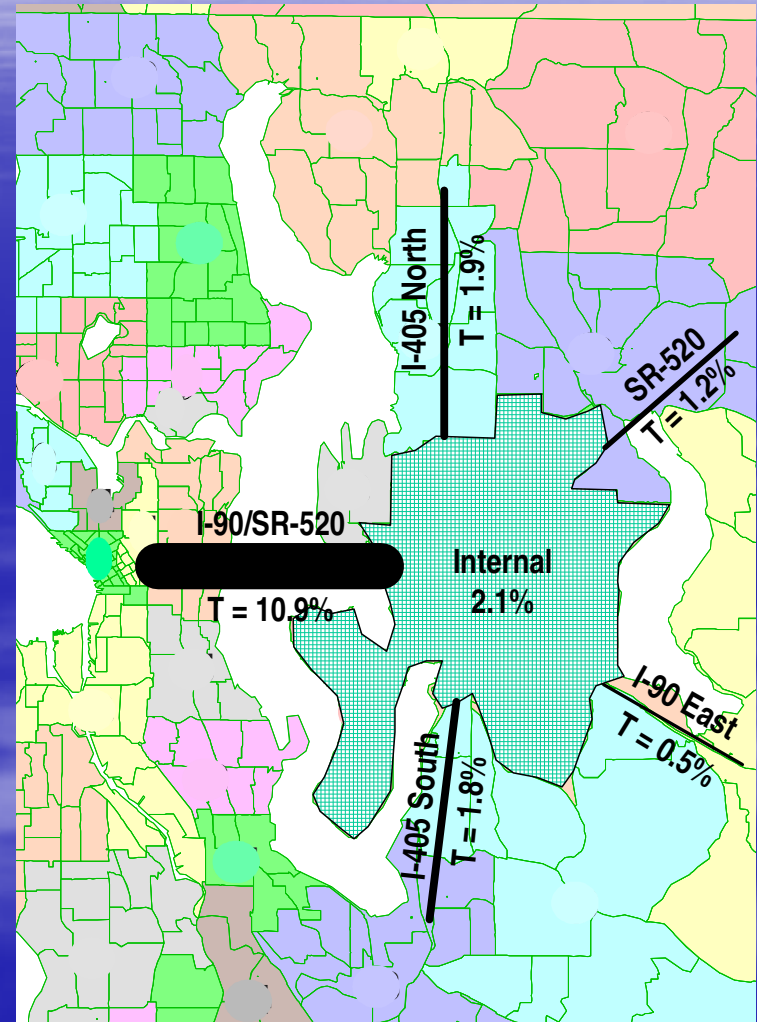 I-405 North
T = 1.9%
SR-520
T = 1.2%
I-90/SR-520
T = 10.9%
Internal
2.1%
I-90 East
T = 0.5%
I-405 South
T = 1.8%